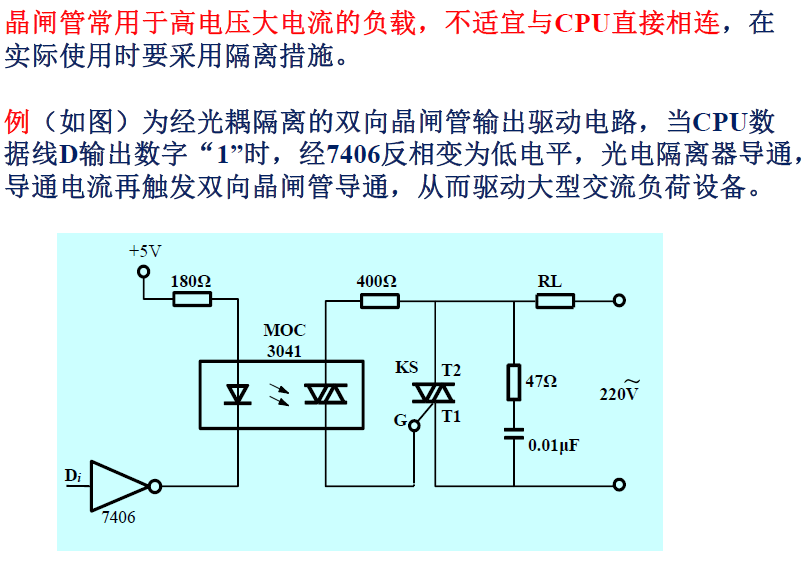 晶闸管常用于高电压大电流的负载，不适宜与CPU直接相连，在
实际使用时要采用隔离措施。
例（如图）为经光耦隔离的双向晶闸管输出驱动电路，当CPU数
据线D输出数字“1”时，经7406反相变为低电平，光电隔离器导通，
导通电流再触发双向晶闸管导通，从而驱动大型交流负荷设备。
+5V
180Ω
400Ω
RL
MOC
3041
KS
T2
47Ω
220V~
G
T1
0.01μF
Di
7406